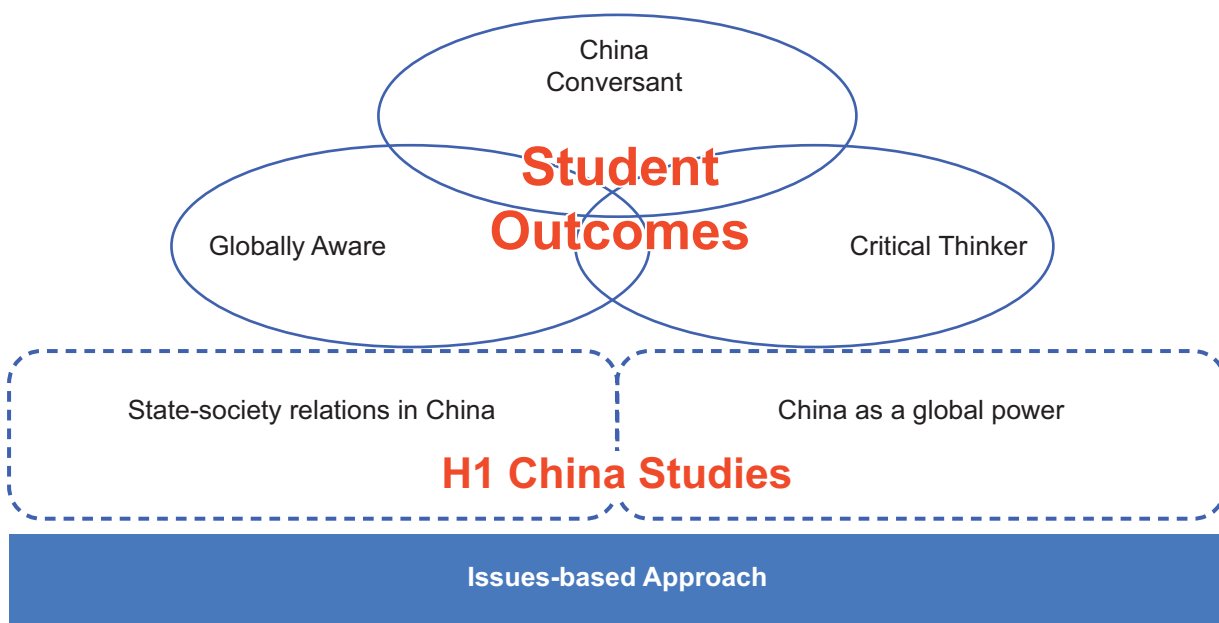 China
Conversant
Student
Outcomes
Globally Aware
Critical Thinker
State-society relations in China
China as a global power
H1 China Studies
Issues-based Approach